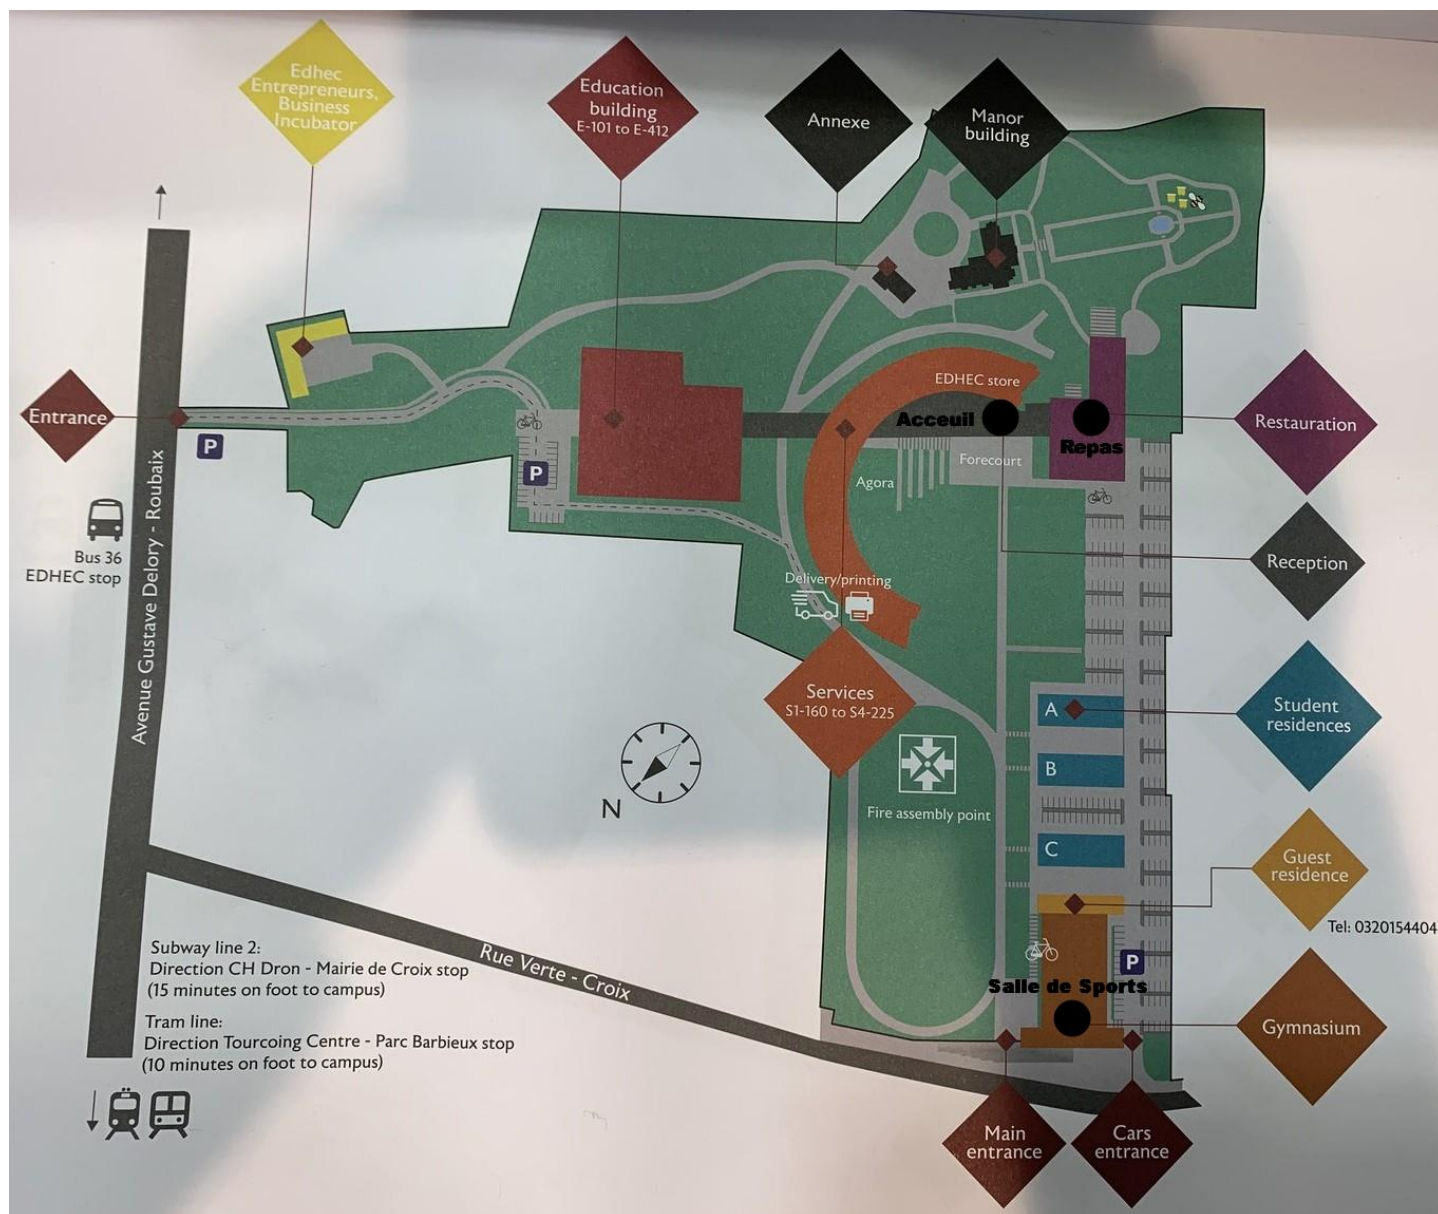 Edhec
Entrepreneurs,
Business
Incubator
Education
building
E-101 to E-412
Annexe
Manor
building
Entrance
P
P
EDHEC store
Acceuil
Repas
Forecourt
Agora
Restauration
Bus 36
EDHEC stop
Avenue Gustave Delory - Roubaix
Reception
Delivery/printing
Services
S1-160 to S4-225
A
B
C
Student
residences
N
Fire assembly point
Guest
residence
Tel: 0320154404
Subway line 2:
Direction CH Dron - Mairie de Croix stop
(15 minutes on foot to campus)
Rue Verte - Croix
P
Salle de Sports
Gymnasium
Tram line:
Direction Tourcoing Centre - Parc Barbieux stop
(10 minutes on foot to campus)
Main
entrance
Cars
entrance